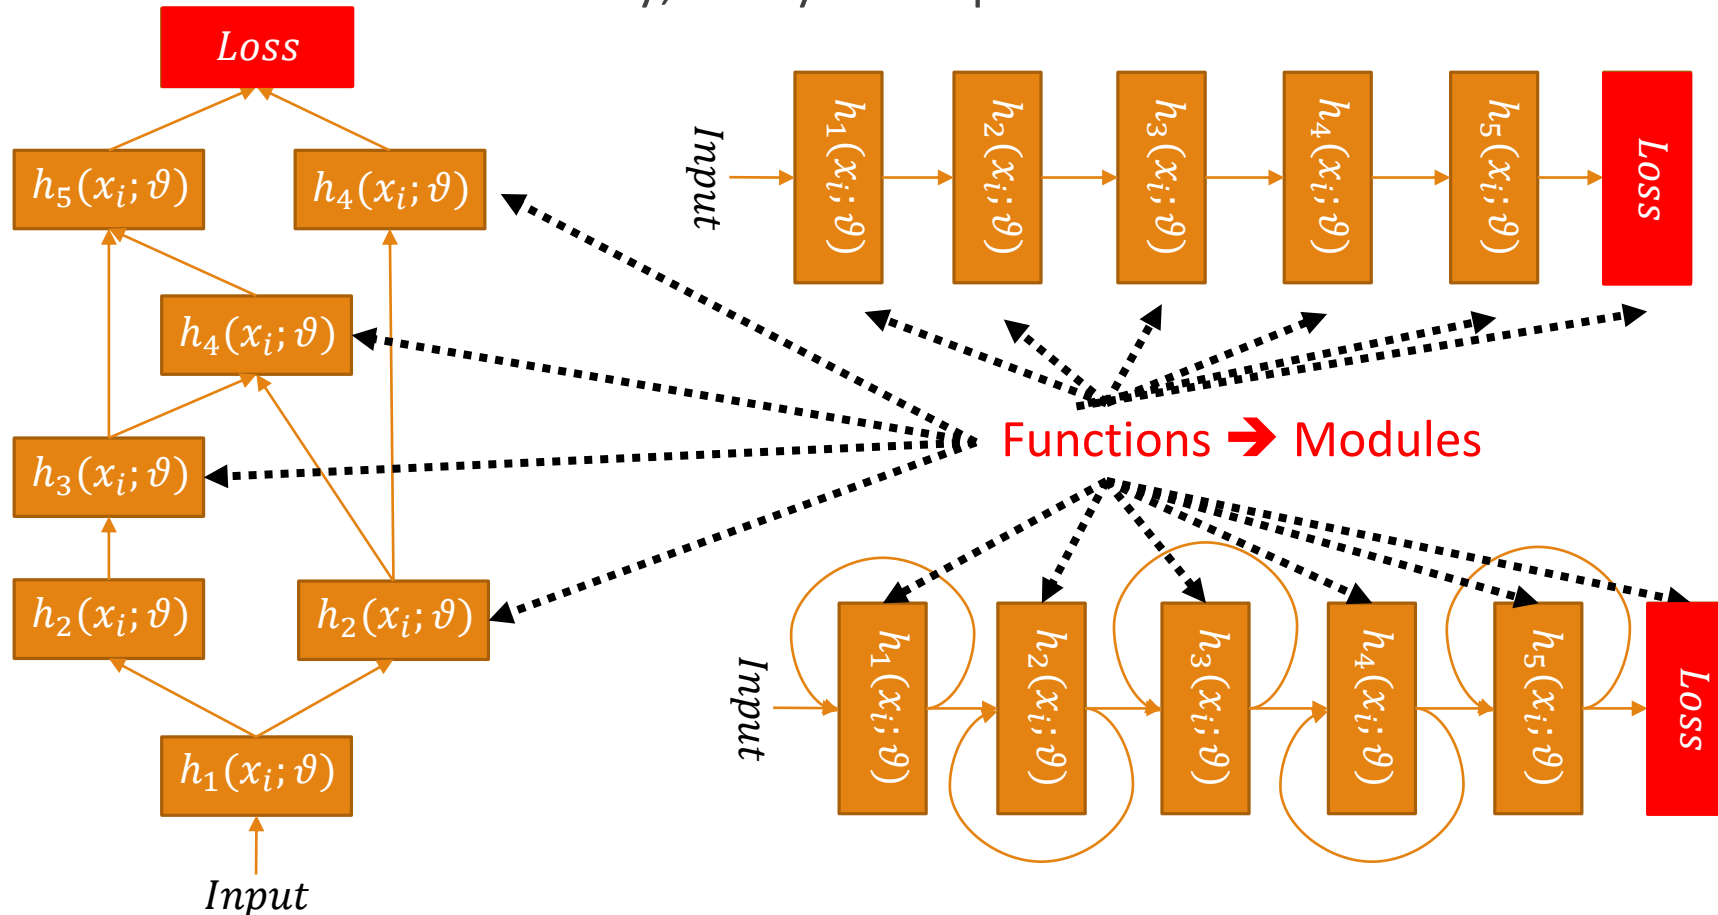 Loss
h₅(xᵢ; ϑ)
h₄(xᵢ; ϑ)
h₄(xᵢ; ϑ)
h₃(xᵢ; ϑ)
h₂(xᵢ; ϑ)
h₂(xᵢ; ϑ)
h₁(xᵢ; ϑ)
Input
Input
h₁(xᵢ; ϑ)
h₂(xᵢ; ϑ)
h₃(xᵢ; ϑ)
h₄(xᵢ; ϑ)
h₅(xᵢ; ϑ)
Loss
Functions ➔ Modules
Input
h₁(xᵢ; ϑ)
h₂(xᵢ; ϑ)
h₃(xᵢ; ϑ)
h₄(xᵢ; ϑ)
h₅(xᵢ; ϑ)
Loss